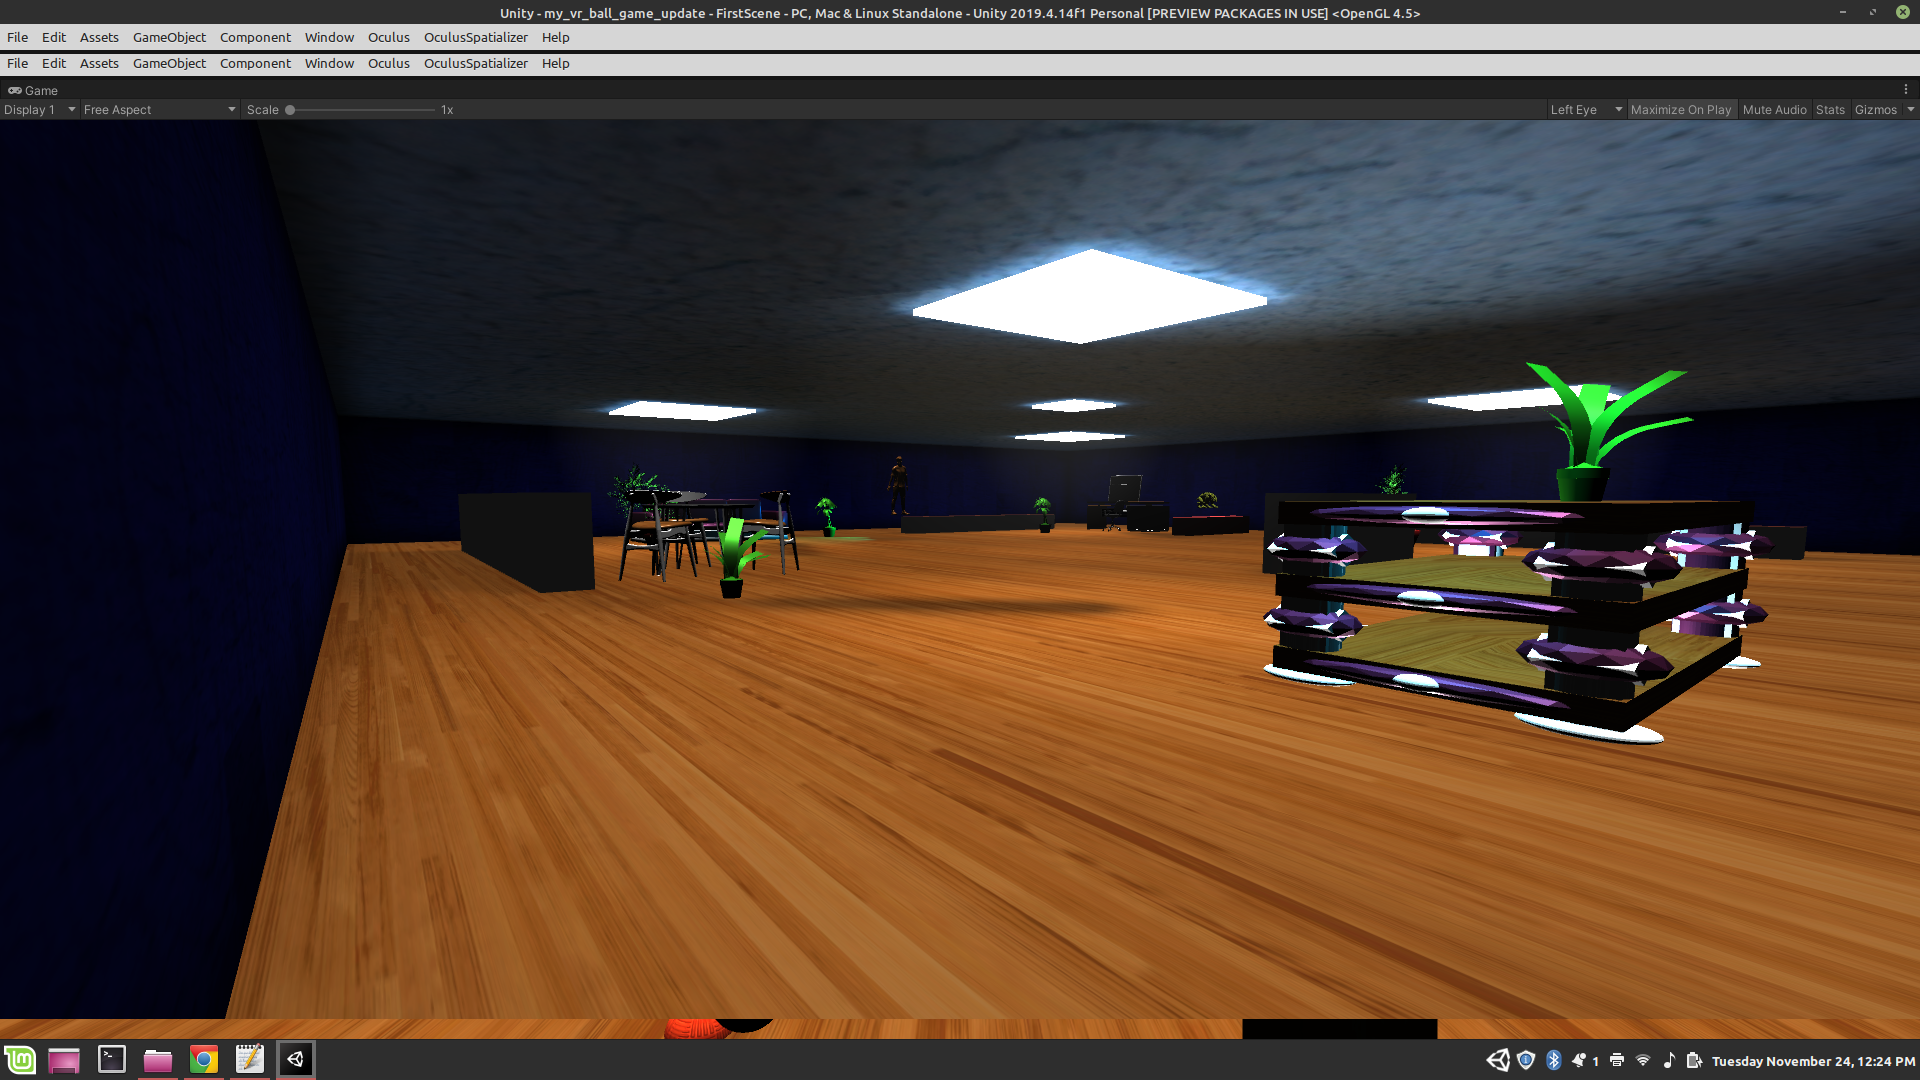 Unity - my_vr_ball_game_update - FirstScene - PC, Mac & Linux Standalone - Unity 2019.4.14f1 Personal [PREVIEW PACKAGES IN USE] <OpenGL 4.5>
File Edit Assets GameObject Component Window Oculus OculusSpatializer Help
File Edit Assets GameObject Component Window Oculus OculusSpatializer Help
Game
Display 1 Free Aspect Scale 1x Left Eye Maximize On Play Mute Audio Stats Gizmos
1 Tuesday November 24, 12:24 PM